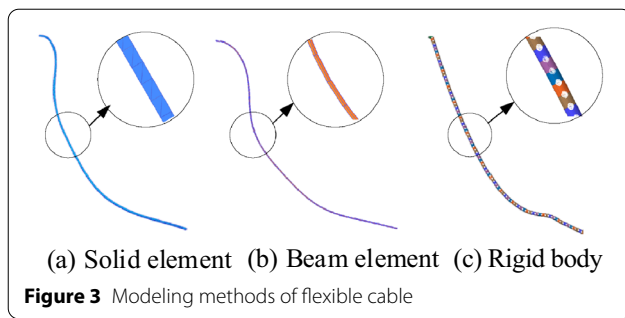 (a) Solid element (b) Beam element (c) Rigid body
Figure 3 Modeling methods of flexible cable